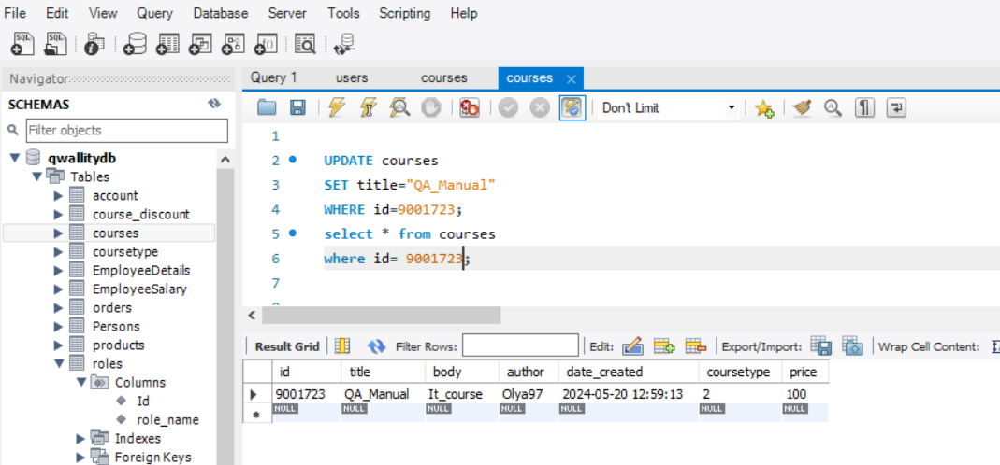 File Edit View Query Database Server Tools Scripting Help
Navigator
SCHEMAS
Filter objects
qwallitydb
Tables
account
course_discount
courses
coursetype
EmployeeDetails
EmployeeSalary
orders
Persons
products
roles
Columns
Id
role_name
Indexes
Foreign Keys
Query 1 users courses courses
Don't Limit
1
2 UPDATE courses
3 SET title="QA_Manual"
4 WHERE id=9001723;
5 select * from courses
6 where id= 9001723;
7
Result Grid Filter Rows: Edit: Export/Import: Wrap Cell Content:
id title body author date_created coursetype price
9001723 QA_Manual It_course Olya97 2024-05-20 12:59:13 2 100
NULL NULL NULL NULL NULL NULL NULL